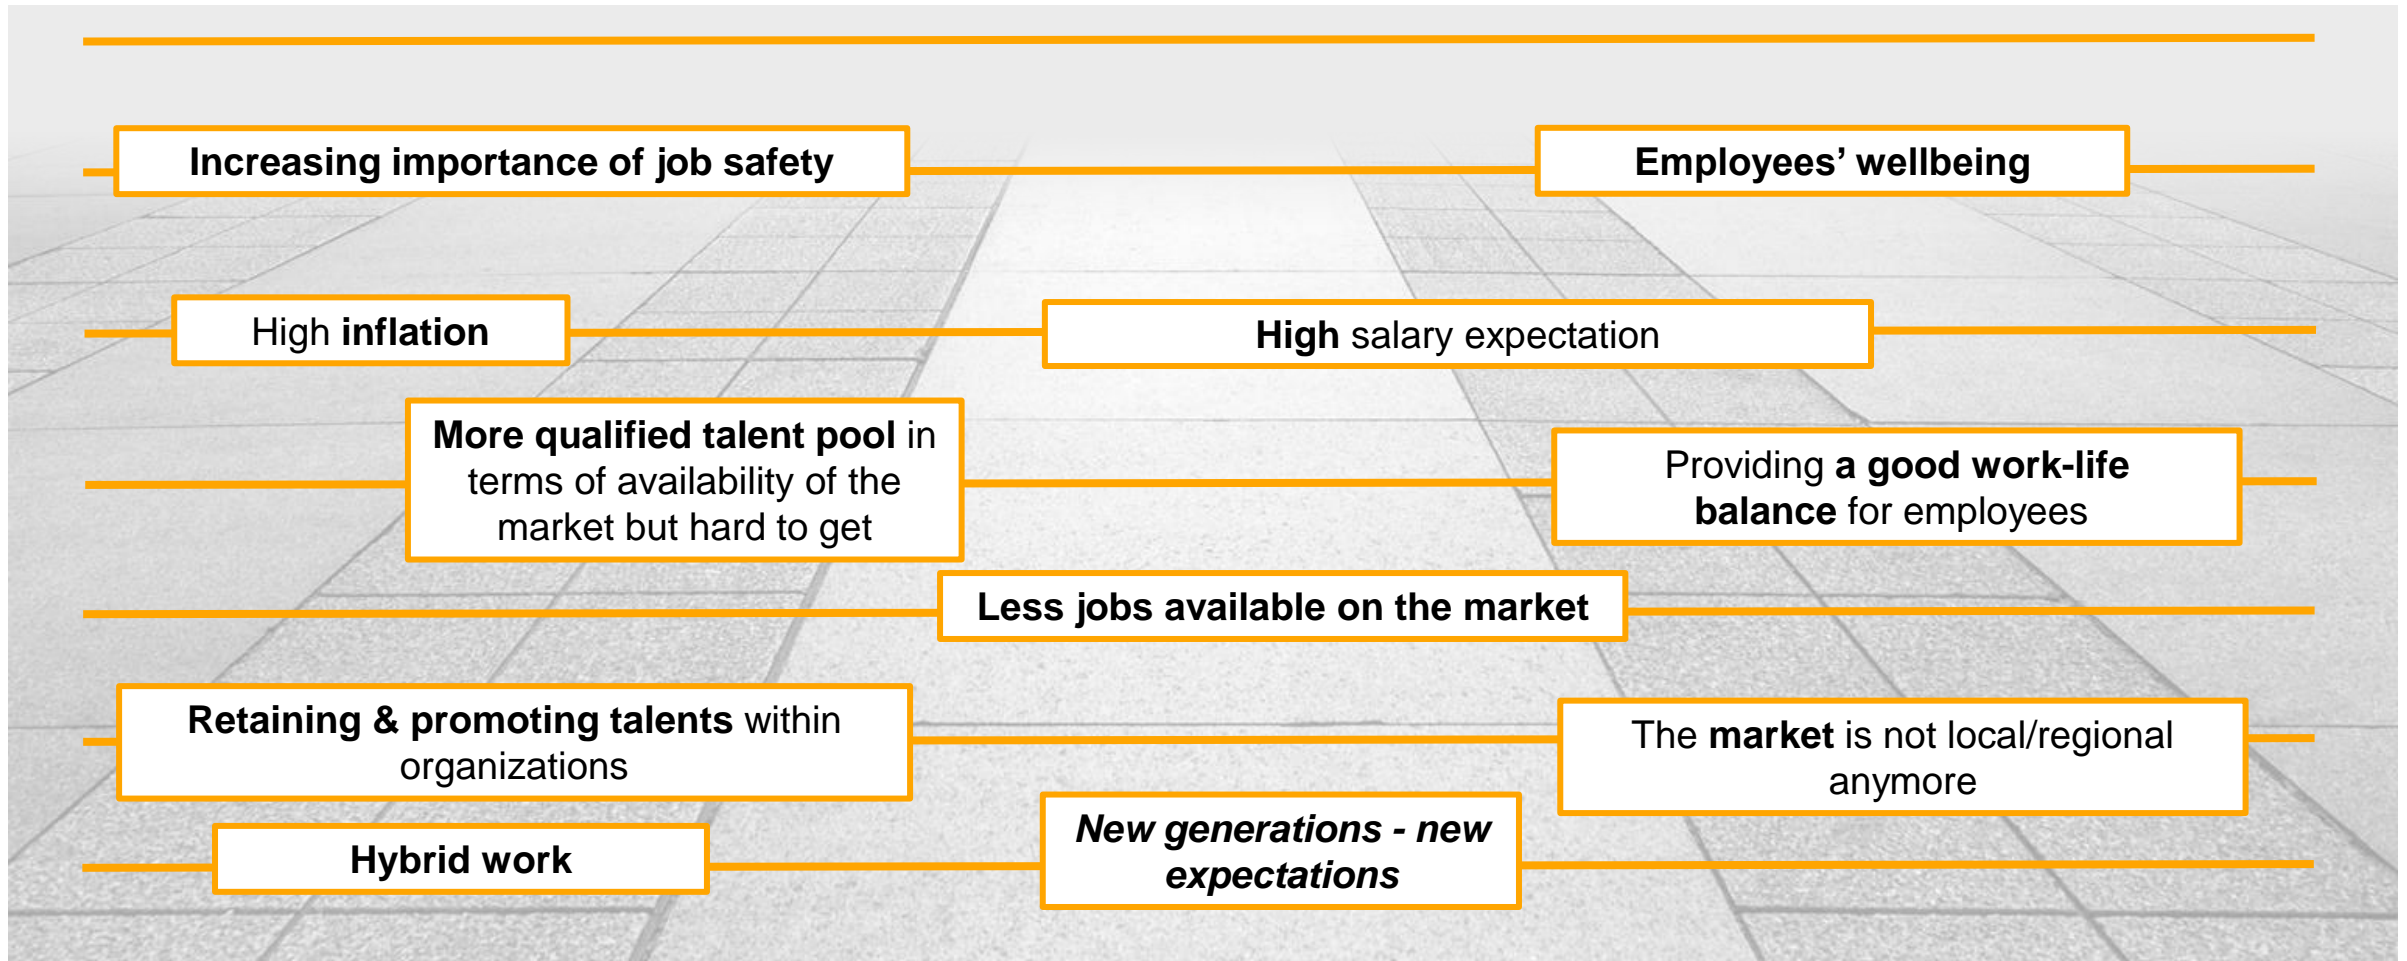 Increasing importance of job safety
Employees’ wellbeing
High inflation
High salary expectation
More qualified talent pool in
terms of availability of the
market but hard to get
Providing a good work-life
balance for employees
Less jobs available on the market
Retaining & promoting talents within
organizations
The market is not local/regional
anymore
Hybrid work
New generations - new
expectations